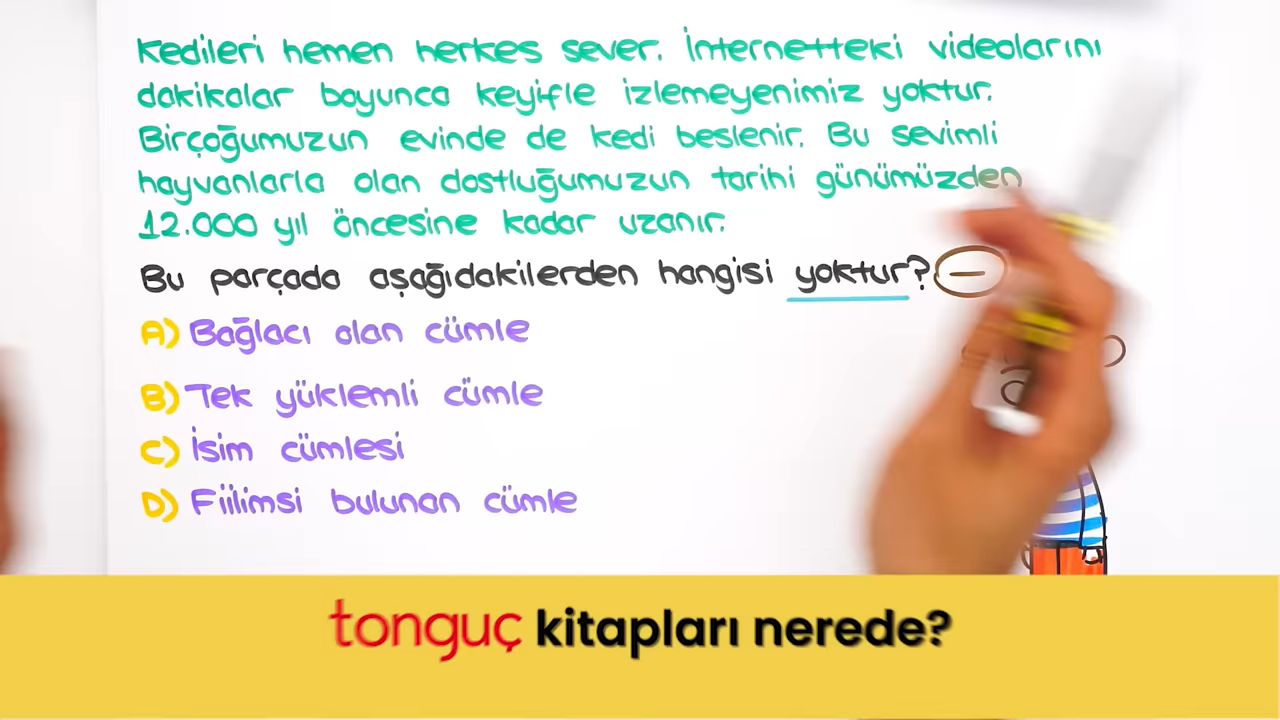 Kedileri hemen herkes sever. İnternetteki videolarını
dakikalar boyunca keyifle izlemeyenimiz yoktur.
Birçoğumuzun evinde de kedi beslenir. Bu sevimli
hayvanlarla olan dostluğumuzun tarihi günümüzden
12.000 yıl öncesine kadar uzanır.
Bu parçada aşağıdakilerden hangisi yoktur? -
A) Bağlacı olan cümle
B) Tek yüklemli cümle
C) İsim cümlesi
D) Fiilimsi bulunan cümle
tonguç kitapları nerede?